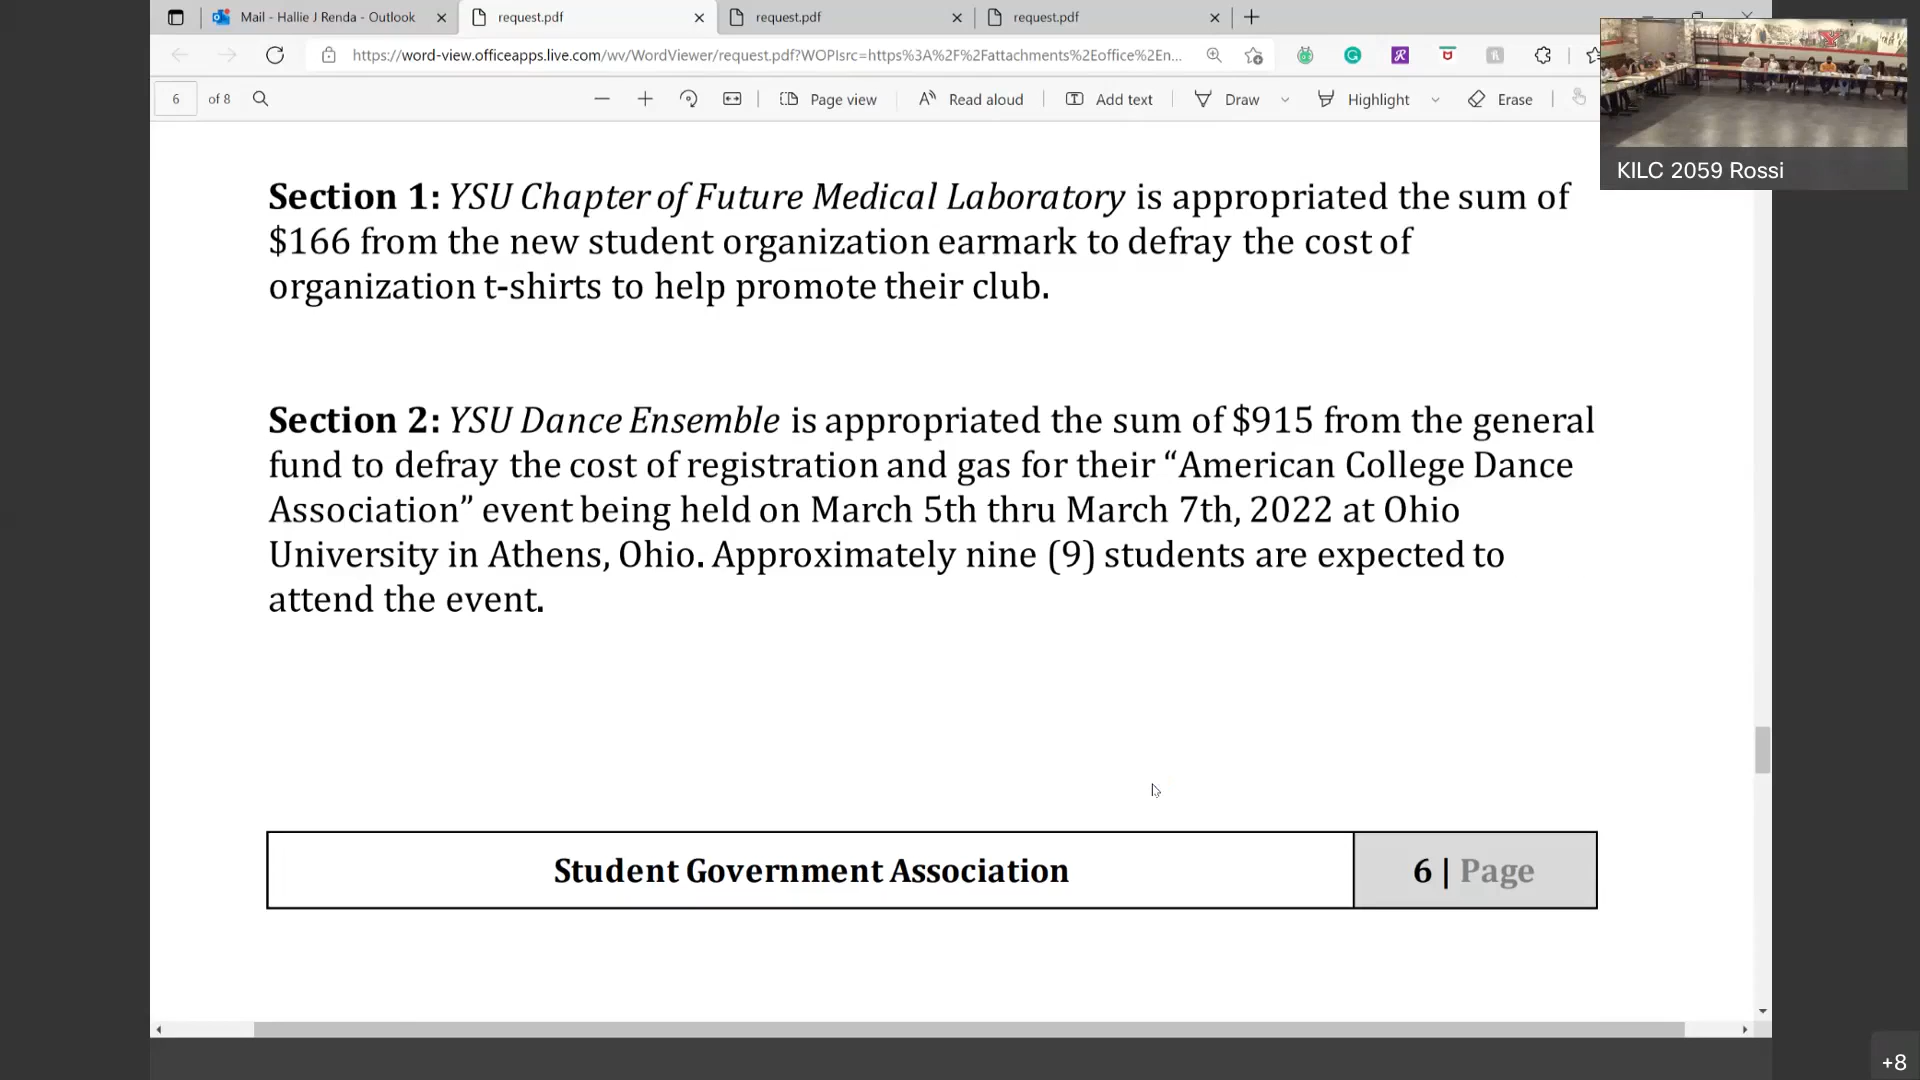 Mail - Hallie J Renda - Outlook
request.pdf
request.pdf
request.pdf
https://word-view.officeapps.live.com/wv/WordViewer/request.pdf?WOPIsrc=https%3A%2F%2Fattachments%2Eoffice%2En...
6 of 8
Page view
Read aloud
Add text
Draw
Highlight
Erase
KILC 2059 Rossi
Section 1: YSU Chapter of Future Medical Laboratory is appropriated the sum of
$166 from the new student organization earmark to defray the cost of
organization t-shirts to help promote their club.
Section 2: YSU Dance Ensemble is appropriated the sum of $915 from the general
fund to defray the cost of registration and gas for their “American College Dance
Association” event being held on March 5th thru March 7th, 2022 at Ohio
University in Athens, Ohio. Approximately nine (9) students are expected to
attend the event.
Student Government Association
6 | Page
+8